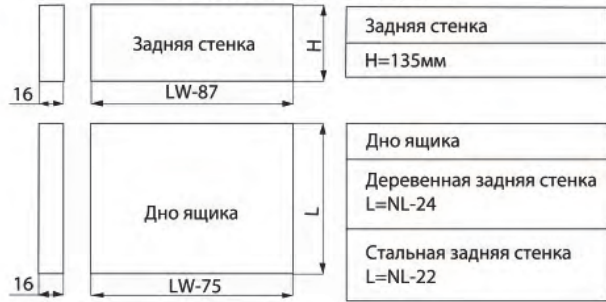 Задняя стенка
H
16
LW-87
Задняя стенка
H=135мм
Дно ящика
L
16
LW-75
Дно ящика
Деревенная задняя стенка
L=NL-24
Стальная задняя стенка
L=NL-22